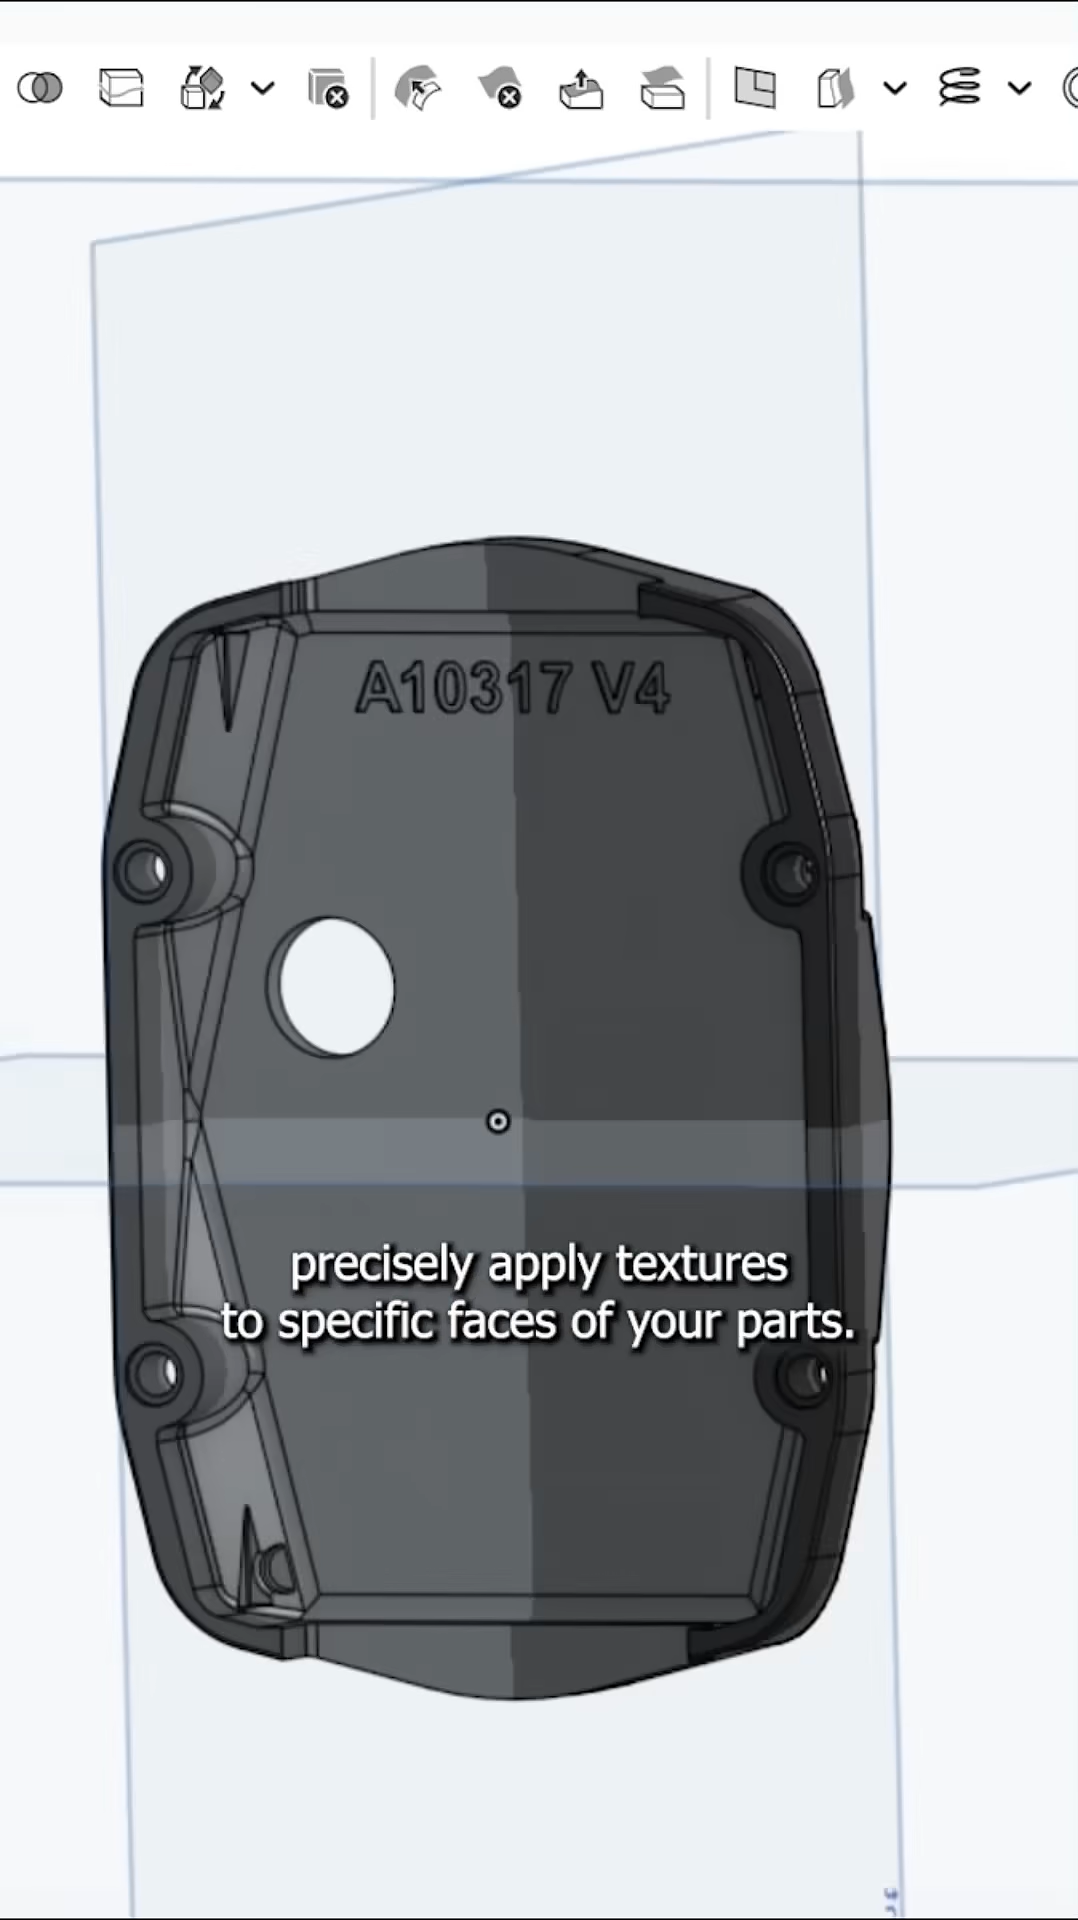 A10317 V4
precisely apply textures
to specific faces of your parts.